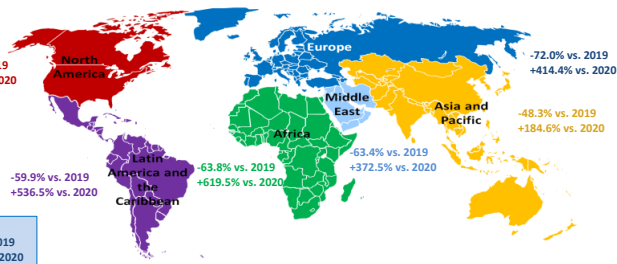 Europe
-72.0% vs. 2019
+414.4% vs. 2020
North
America
Middle
East
Asia and
Pacific
-48.3% vs. 2019
+184.6% vs. 2020
Africa
-63.4% vs. 2019
+372.5% vs. 2020
Latin
America and
the
Caribbean
-59.9% vs. 2019
+536.5% vs. 2020
-63.8% vs. 2019
+619.5% vs. 2020
2020